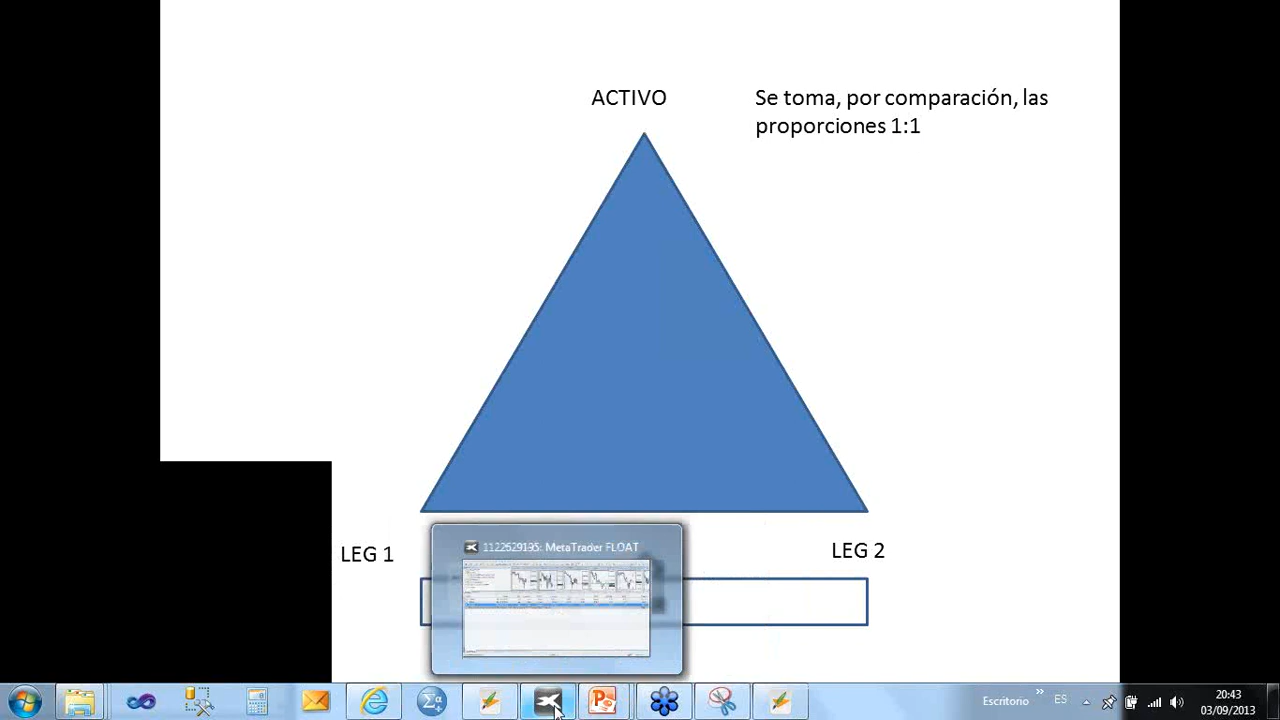 ACTIVO
Se toma, por comparación, las
proporciones 1:1
LEG 1
LEG 2
1122629195: MetaTrader FLOAT
Escritorio
ES
20:43
03/09/2013